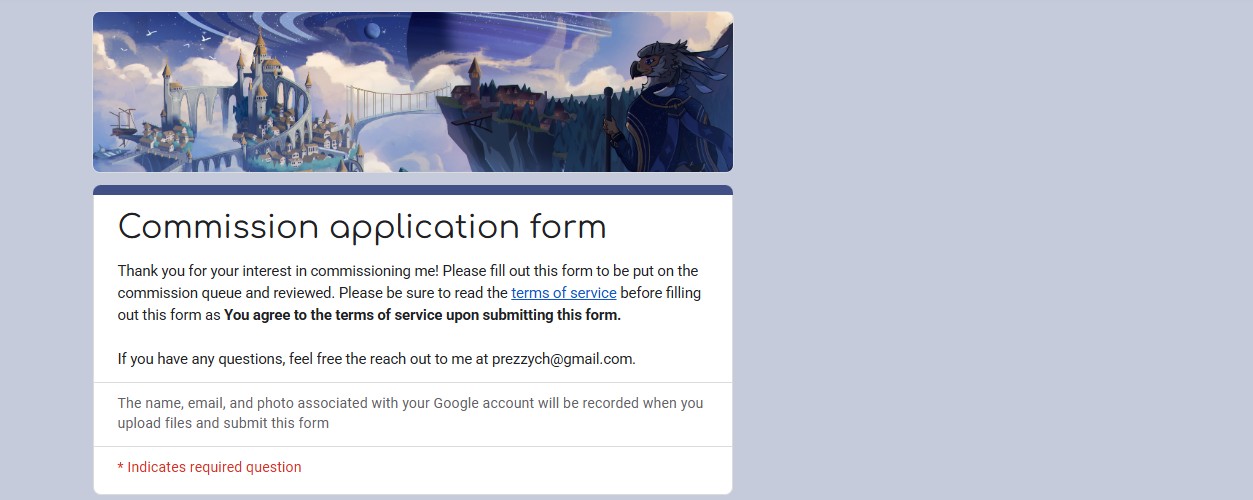 Commission application form
Thank you for your interest in commissioning me! Please fill out this form to be put on the
commission queue and reviewed. Please be sure to read the terms of service before filling
out this form as You agree to the terms of service upon submitting this form.
If you have any questions, feel free the reach out to me at prezzych@gmail.com.
The name, email, and photo associated with your Google account will be recorded when you
upload files and submit this form
* Indicates required question